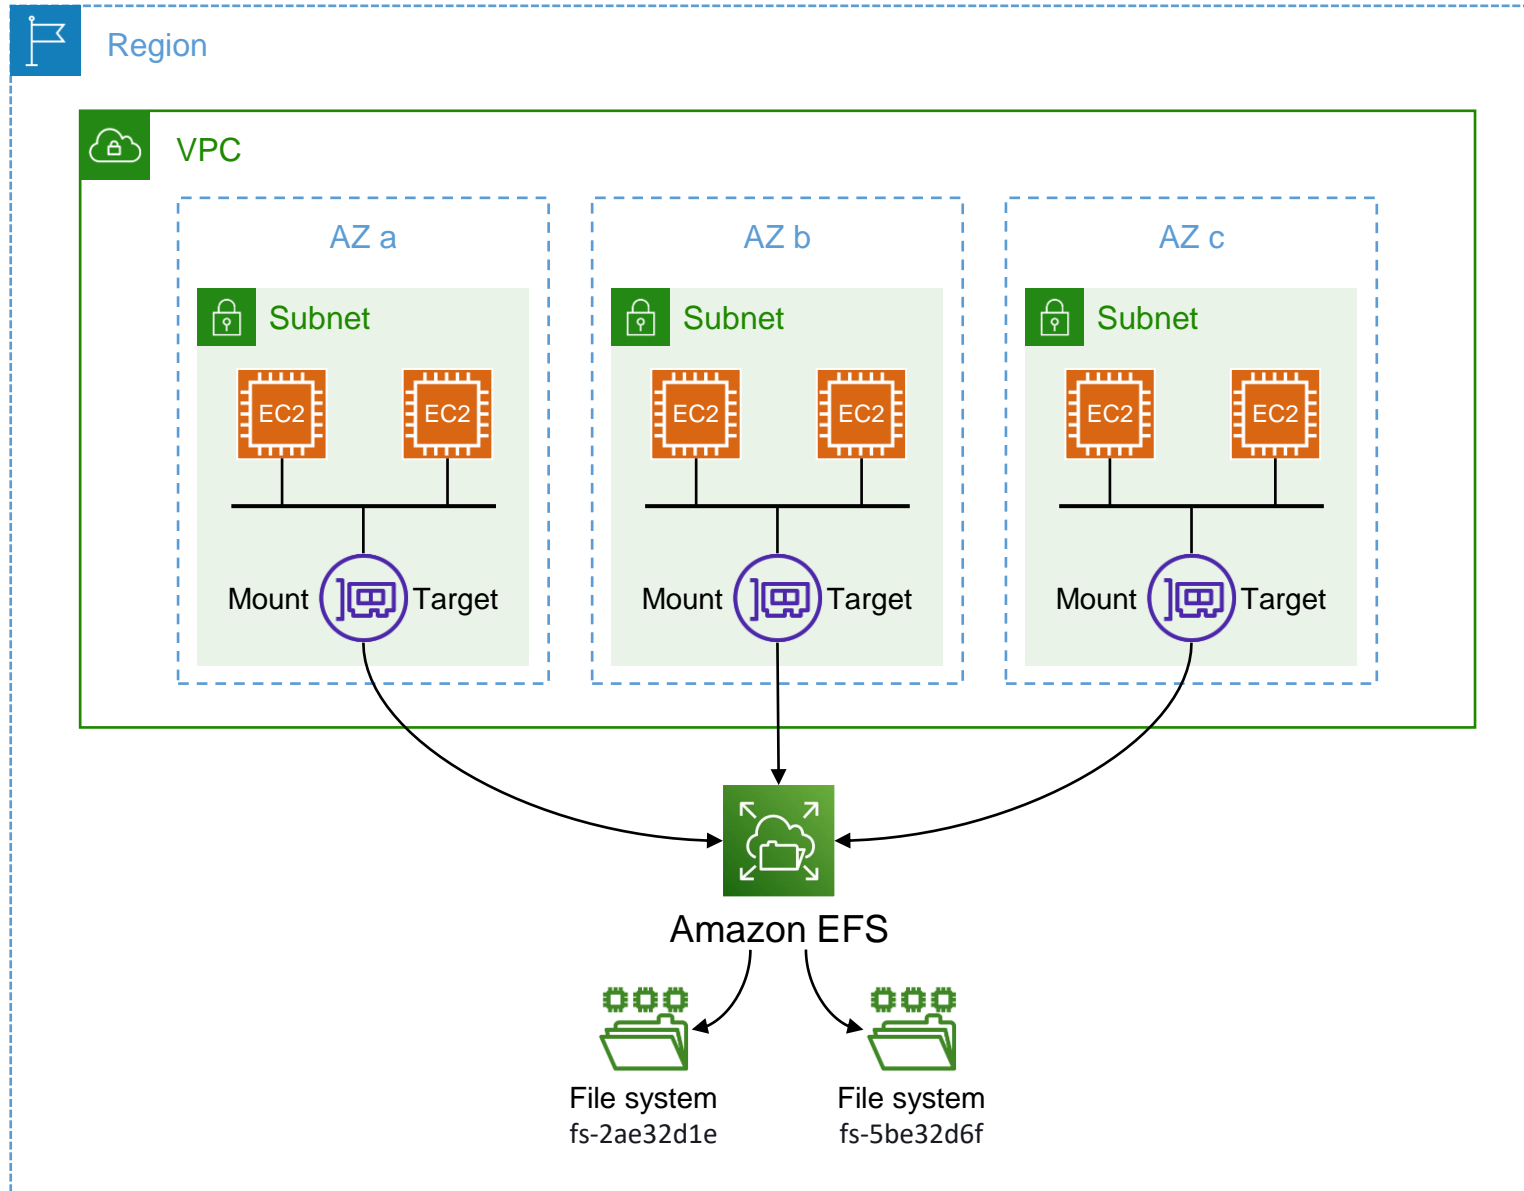 Region
VPC
AZ a
AZ b
AZ c
Subnet
Subnet
Subnet
EC2
EC2
EC2
EC2
EC2
EC2
Mount Target
Mount Target
Mount Target
Amazon EFS
File system
fs-2ae32d1e
File system
fs-5be32d6f